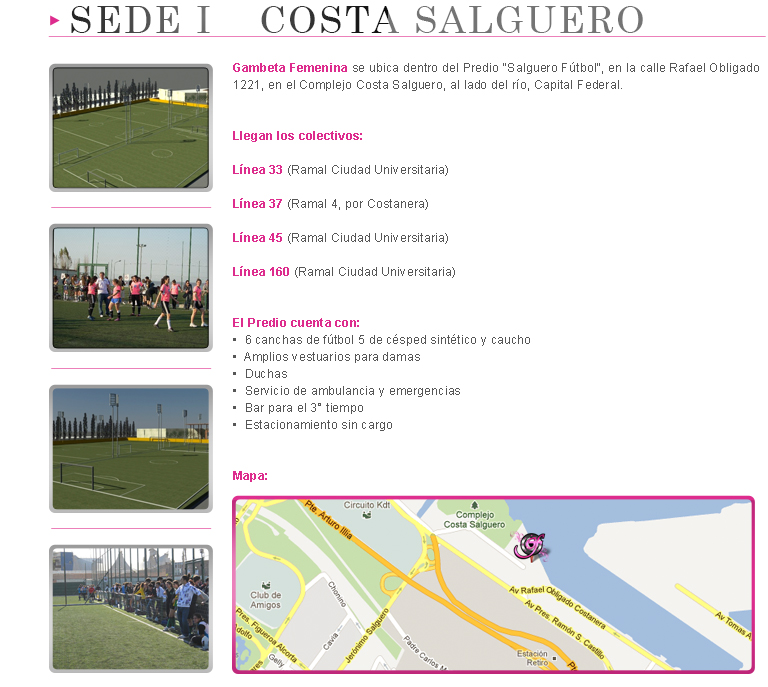 SEDE I COSTA SALGUERO
Gambeta Femenina se ubica dentro del Predio "Salguero Fútbol", en la calle Rafael Obligado
1221, en el Complejo Costa Salguero, al lado del río, Capital Federal.
Llegan los colectivos:
Línea 33 (Ramal Ciudad Universitaria)
Línea 37 (Ramal 4, por Costanera)
Línea 45 (Ramal Ciudad Universitaria)
Línea 160 (Ramal Ciudad Universitaria)
El Predio cuenta con:
• 6 canchas de fútbol 5 de césped sintético y caucho
• Amplios vestuarios para damas
• Duchas
• Servicio de ambulancia y emergencias
• Bar para el 3° tiempo
• Estacionamiento sin cargo
Mapa:
Circuito Kdt
Pte. Arturo Illia
Complejo
Costa Salguero
Club de
Amigos
Chonino
Av Rafael Obligado Costanera
Av Pres. Ramón S. Castillo
Av Tomas A
Pres. Figueroa Alcorta
dolfo
Cavia
Jerónimo Salguero
Padre Carlos M
Gelly
Estación
Retiro